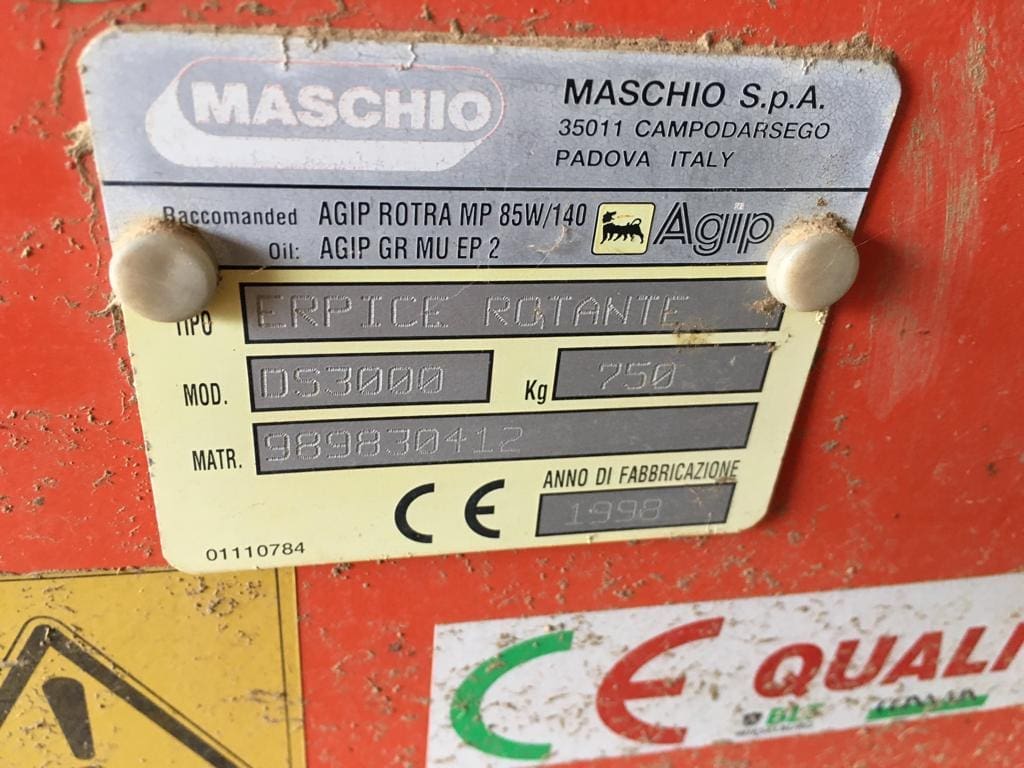 MASCHIO
MASCHIO S.p.A.
35011 CAMPODARSEGO
PADOVA ITALY
Raccomanded AGIP ROTRA MP 85W/140
Oil: AGIP GR MU EP 2
Agip
TIPO ERPICE ROTANTE
MOD. DS3000 Kg 750
MATR. 989830412
ANNO DI FABBRICAZIONE
CE 1998
01110784
CE QUALI